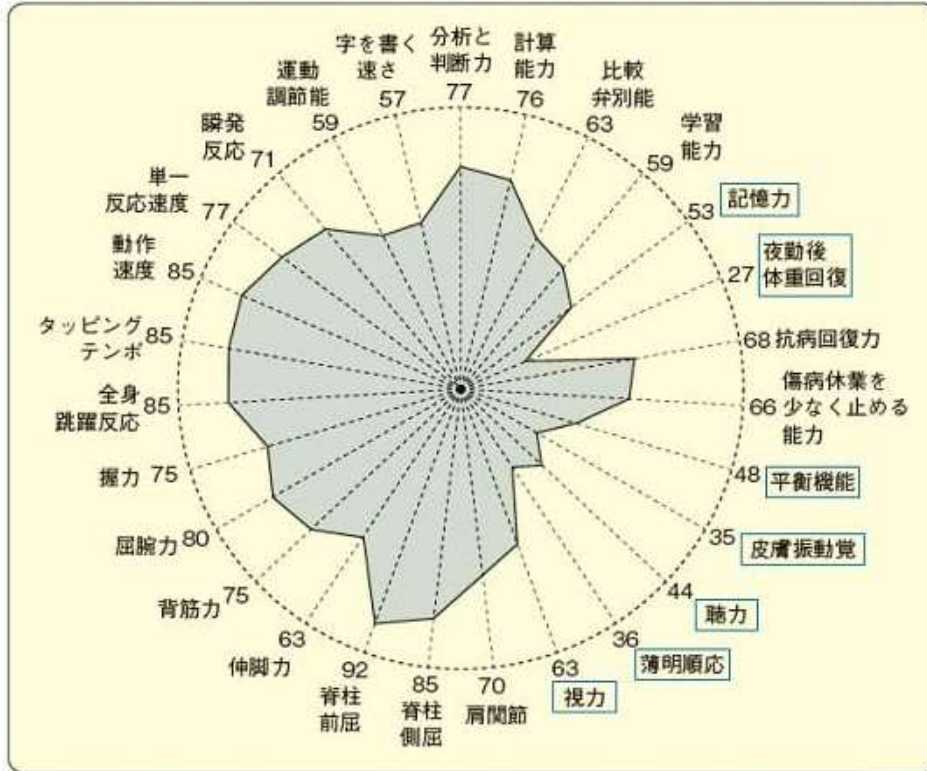 分析と
判断力
77
計算
能力
76
比較
弁別能
63
学習
能力
59
記憶力
53
夜勤後
体重回復
27
68 抗病回復力
傷病休業を
66 少なく止める
能力
48
平衡機能
35
皮膚振動覚
44
聴力
36
薄明順応
63
視力
70
肩関節
85
脊柱
側屈
92
脊柱
前屈
63
伸脚力
75
背筋力
屈腕力 80
握力 75
全身
跳躍反応
85
タッピング
テンポ
85
動作
速度 85
単一
反応速度
77
瞬発
反応 71
運動
調節能
59
字を書く
速さ
57